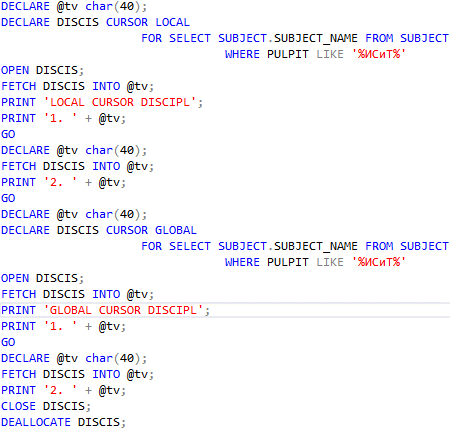 DECLARE @tv char(40);
DECLARE DISCIS CURSOR LOCAL
FOR SELECT SUBJECT.SUBJECT_NAME FROM SUBJECT
WHERE PULPIT LIKE '%ИСиТ%'
OPEN DISCIS;
FETCH DISCIS INTO @tv;
PRINT 'LOCAL CURSOR DISCIPL';
PRINT '1. ' + @tv;
GO
DECLARE @tv char(40);
FETCH DISCIS INTO @tv;
PRINT '2. ' + @tv;
GO
DECLARE @tv char(40);
DECLARE DISCIS CURSOR GLOBAL
FOR SELECT SUBJECT.SUBJECT_NAME FROM SUBJECT
WHERE PULPIT LIKE '%ИСиТ%'
OPEN DISCIS;
FETCH DISCIS INTO @tv;
PRINT 'GLOBAL CURSOR DISCIPL';
PRINT '1. ' + @tv;
GO
DECLARE @tv char(40);
FETCH DISCIS INTO @tv;
PRINT '2. ' + @tv;
CLOSE DISCIS;
DEALLOCATE DISCIS;